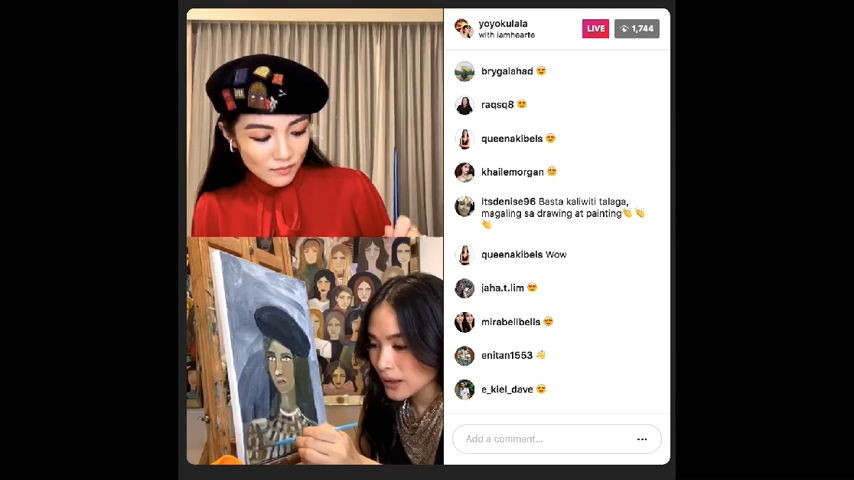 yoyokulala
with iamhearte
LIVE
1,744
brygalahad
raqsq8
queenakibels
khailemorgan
itsdenise96 Basta kaliwiti talaga,
magaling sa drawing at painting
queenakibels Wow
jaha.t.lim
mirabellbells
enitan1553
e_kiel_dave
Add a comment...